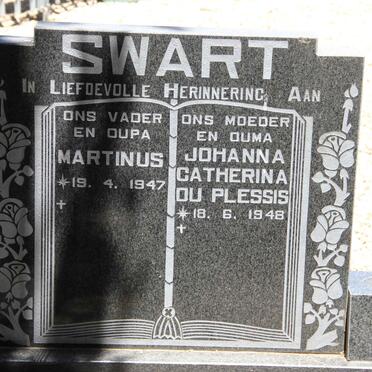 SWART
IN LIEFDEVOLLE HERINNERING, AAN
ONS VADER
EN OUPA
MARTINUS
* 19. 4. 1947
+
ONS MOEDER
EN OUMA
JOHANNA
CATHERINA
DU PLESSIS
* 18. 6. 1948
+